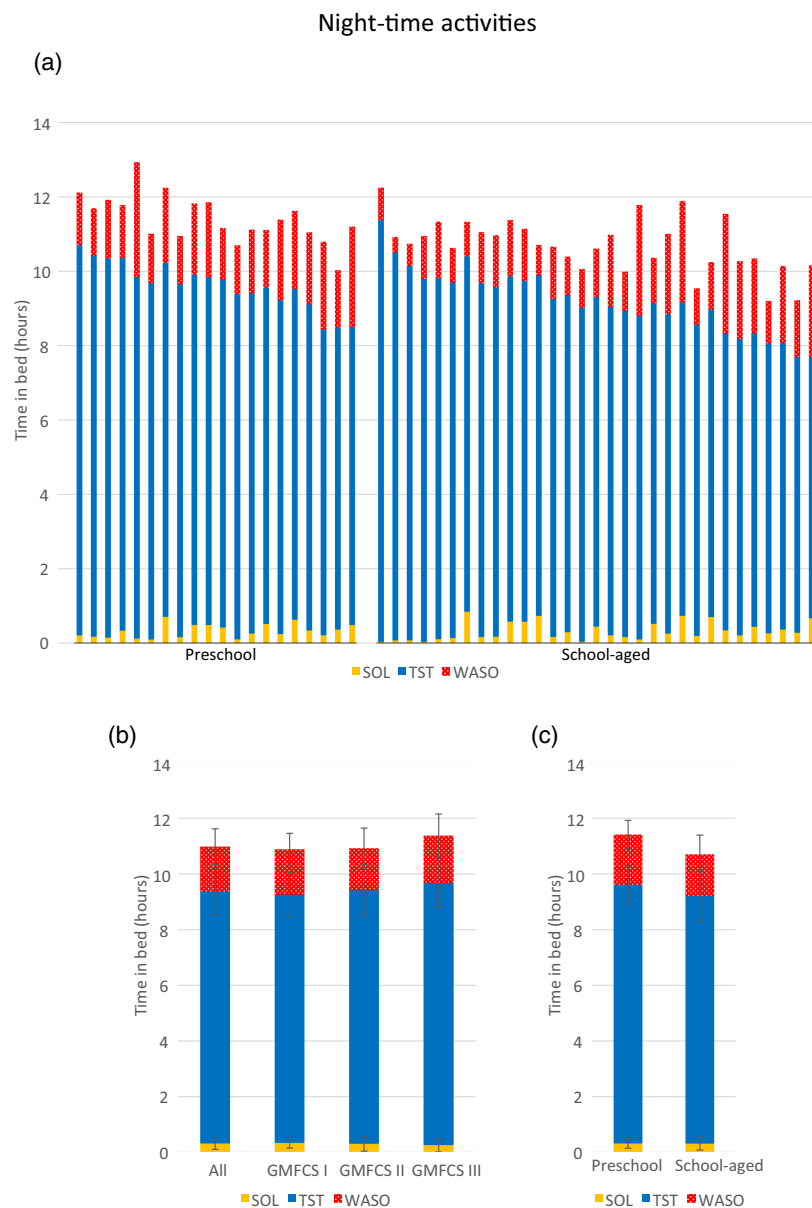 Night-time activities
(a)
14
12
10
8
6
4
2
0
Time in bed (hours)
Preschool School-aged
SOL TST WASO
(b)
14
12
10
8
6
4
2
0
Time in bed (hours)
All GMFCS I GMFCS II GMFCS III
SOL TST WASO
(c)
14
12
10
8
6
4
2
0
Time in bed (hours)
Preschool School-aged
SOL TST WASO